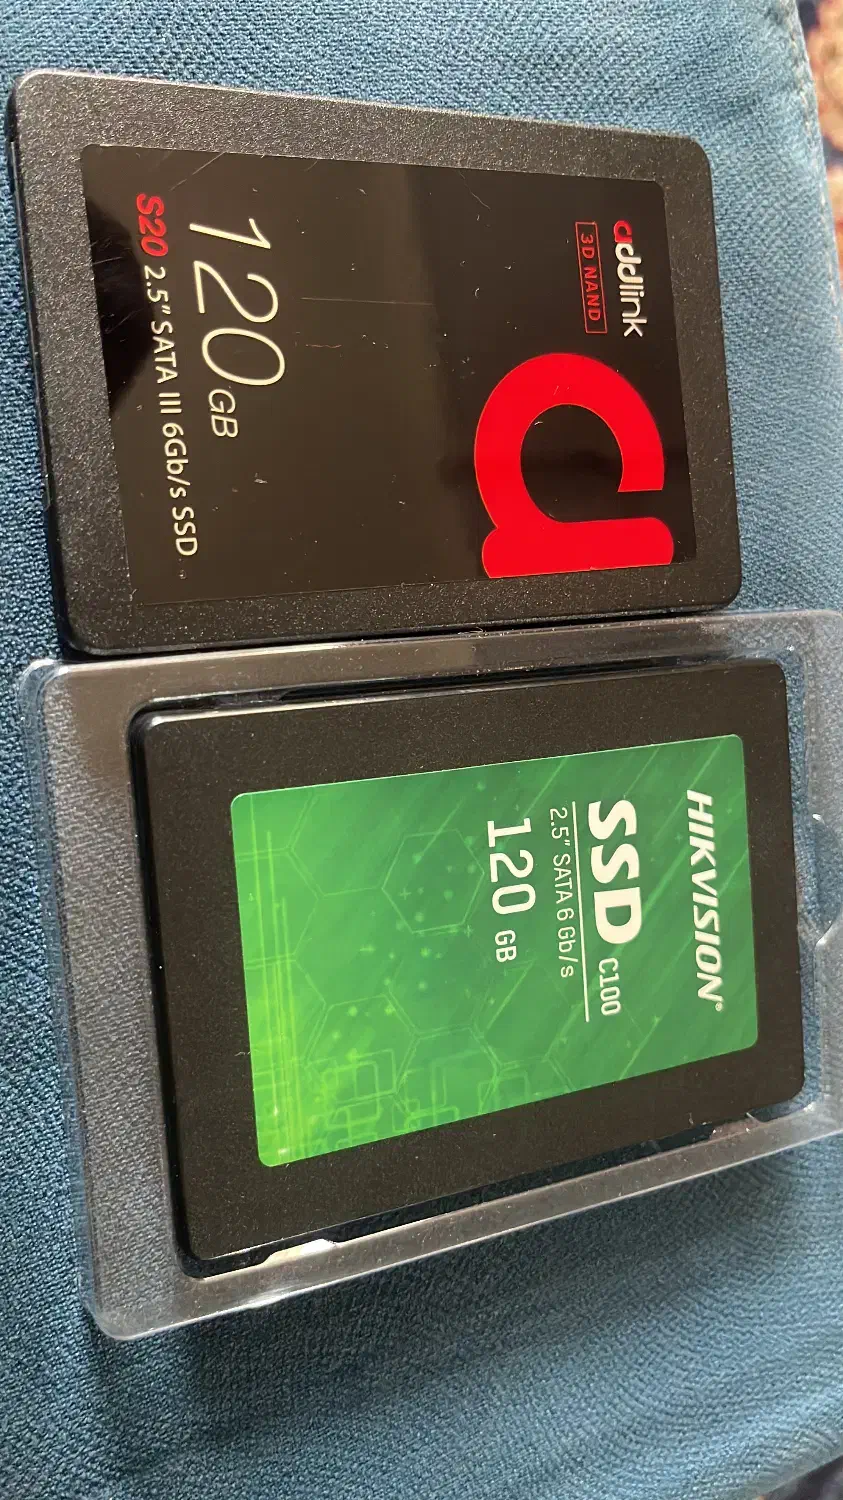 addlink
3D NAND
120 GB
S20 2.5" SATA III 6Gb/s SSD
HIKVISION®
SSD C100
2.5" SATA 6 Gb/s
120 GB